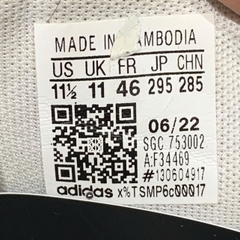 MADE IN CAMBODIA
US UK FR JP CHN
11½ 11 46 295 285
06/22
SGC 753002
A:F34469
#130604917
adidas x%TSMP6c00017